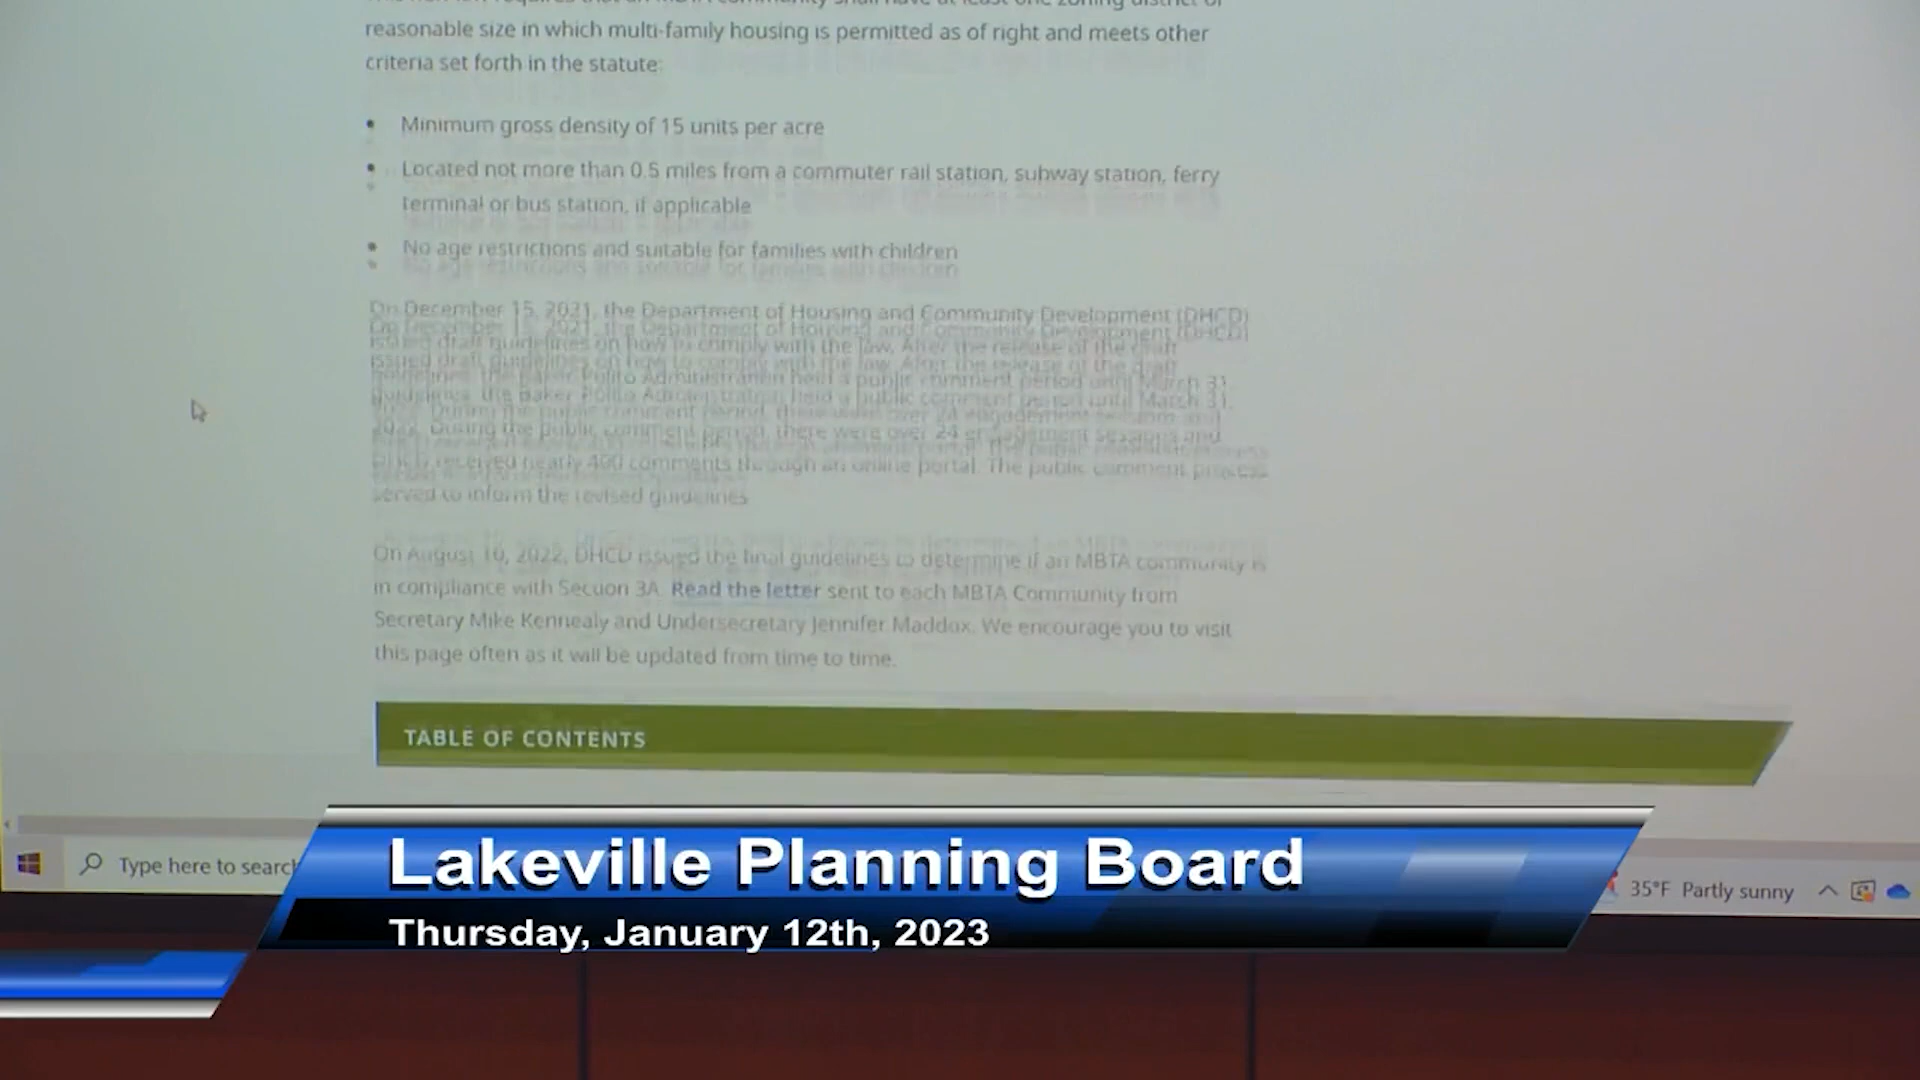 reasonable size in which multi-family housing is permitted as of right and meets other
criteria set forth in the statute:
• Minimum gross density of 15 units per acre
• Located not more than 0.5 miles from a commuter rail station, subway station, ferry
terminal or bus station, if applicable
• No age restrictions and suitable for families with children
On December 15, 2021, the Department of Housing and Community Development (DHCD)
issued draft guidelines on how to comply with the law. After the release of the draft
guidelines, the Baker Polito Administration held a public comment period until March 31,
2022. During the public comment period, there were over 24 engagement sessions and
DHCD received nearly 400 comments through an online portal. The public comment process
served to inform the revised guidelines
On August 10, 2022, DHCD issued the final guidelines to determine if an MBTA community is
in compliance with Section 3A. Read the letter sent to each MBTA Community from
Secretary Mike Kennealy and Undersecretary Jennifer Maddox. We encourage you to visit
this page often as it will be updated from time to time.
TABLE OF CONTENTS
Type here to search
35°F Partly sunny
Lakeville Planning Board
Thursday, January 12th, 2023